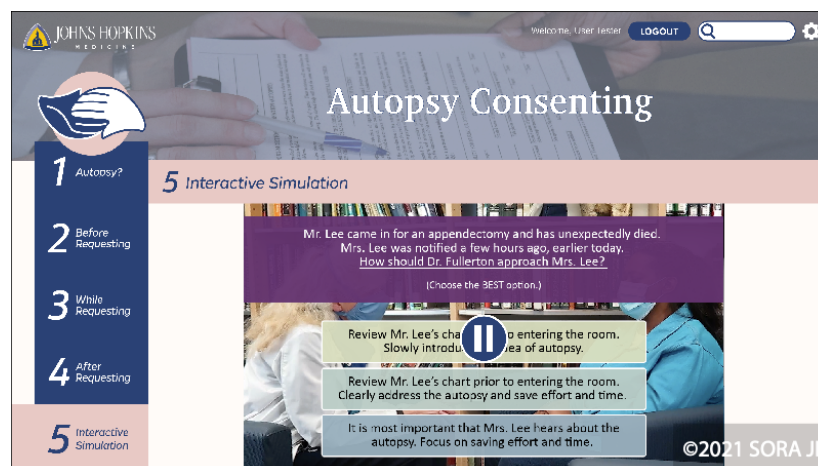 JOHNS HOPKINS
MEDICINE
Welcome, User Tester
LOGOUT
Autopsy Consenting
1 Autopsy?
2 Before
Requesting
3 While
Requesting
4 After
Requesting
5 Interactive
Simulation
5 Interactive Simulation
Mr. Lee came in for an appendectomy and has unexpectedly died.
Mrs. Lee was notified a few hours ago, earlier today.
How should Dr. Fullerton approach Mrs. Lee?
(Choose the BEST option.)
Review Mr. Lee's to entering the room.
Slowly of autopsy.
Review Mr. Lee's chart prior to entering the room.
Clearly address the autopsy and save effort and time.
It is most important that Mrs. Lee hears about the
autopsy. Focus on saving effort and time.
©2021 SORA